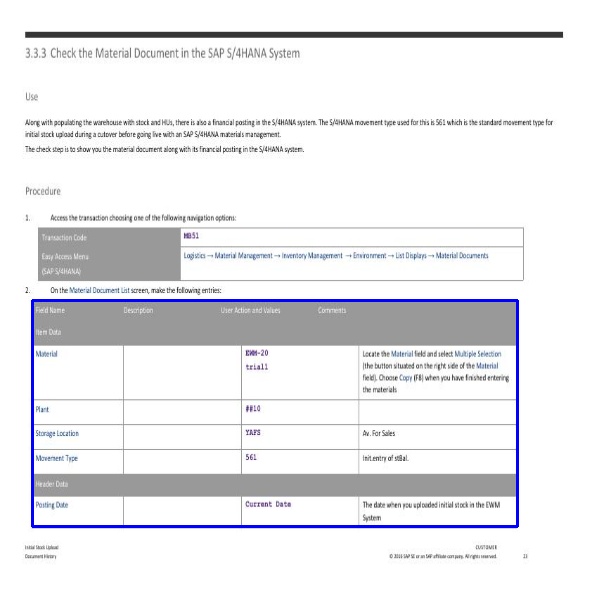 3.3.3 Check the Material Document in the SAP S/4HANA System
Use
Along with populating the warehouse with stock and HUs, there is also a financial posting in the S/4HANA system. The S/4HANA movement type used for this is 561 which is the standard movement type for
initial stock upload during a cutover before going live with an SAP S/4HANA materials management.
The check step is to show you the material document along with its financial posting in the S/4HANA system.
Procedure
1. Access the transaction choosing one of the following navigation options:
Transaction Code MB51
Easy Access Menu Logistics → Material Management → Inventory Management → Environment → List Displays → Material Documents
(SAP S/4HANA)
2. On the Material Document List screen, make the following entries:
Field Name Description User Action and Values Comments
Item Data
Material EWM-20 Locate the Material field and select Multiple Selection
trial1 (the button situated on the right side of the Material
field). Choose Copy (F8) when you have finished entering
the materials
Plant ##10
Storage Location YAFS Av. For Sales
Movement Type 561 Init.entry of stBal.
Header Data
Posting Date Current Date The date when you uploaded initial stock in the EWM
System
Initial Stock Upload CUSTOMER
Document History © 2016 SAP SE or an SAP affiliate company. All rights reserved. 13